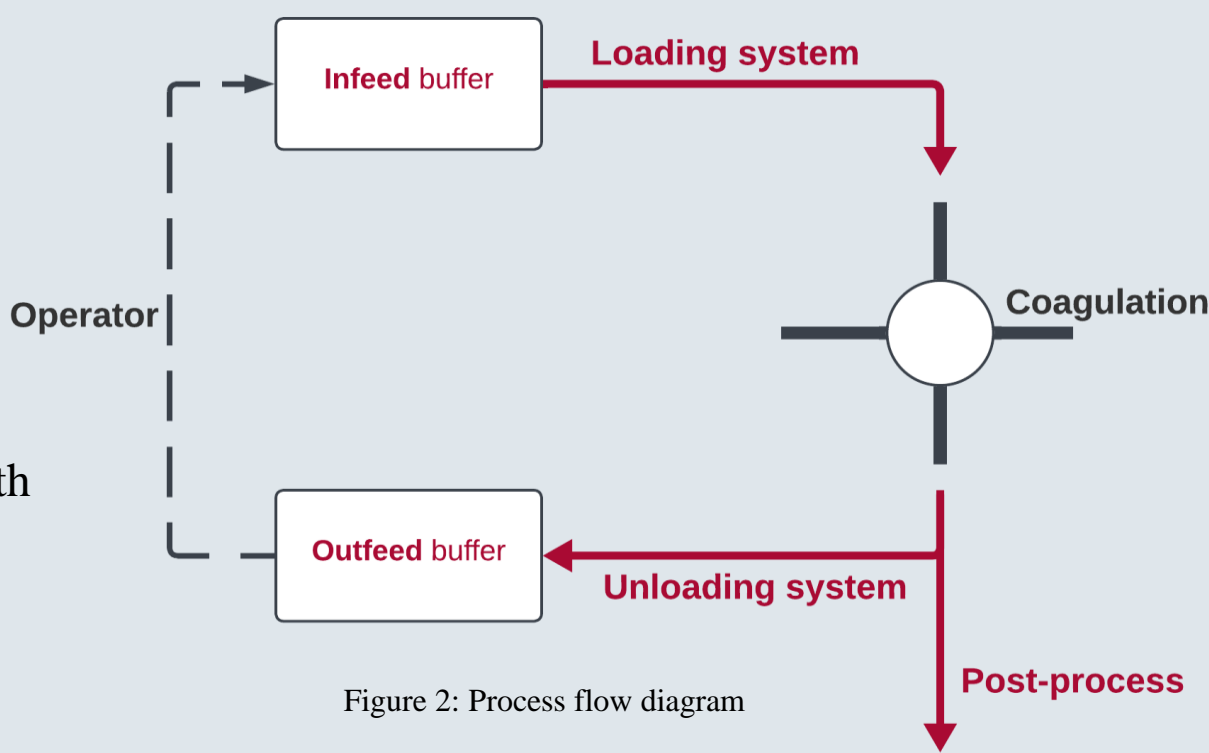 Loading system
Infeed buffer
Coagulation
Operator
th
Outfeed buffer
Unloading system
Post-process
Figure 2: Process flow diagram